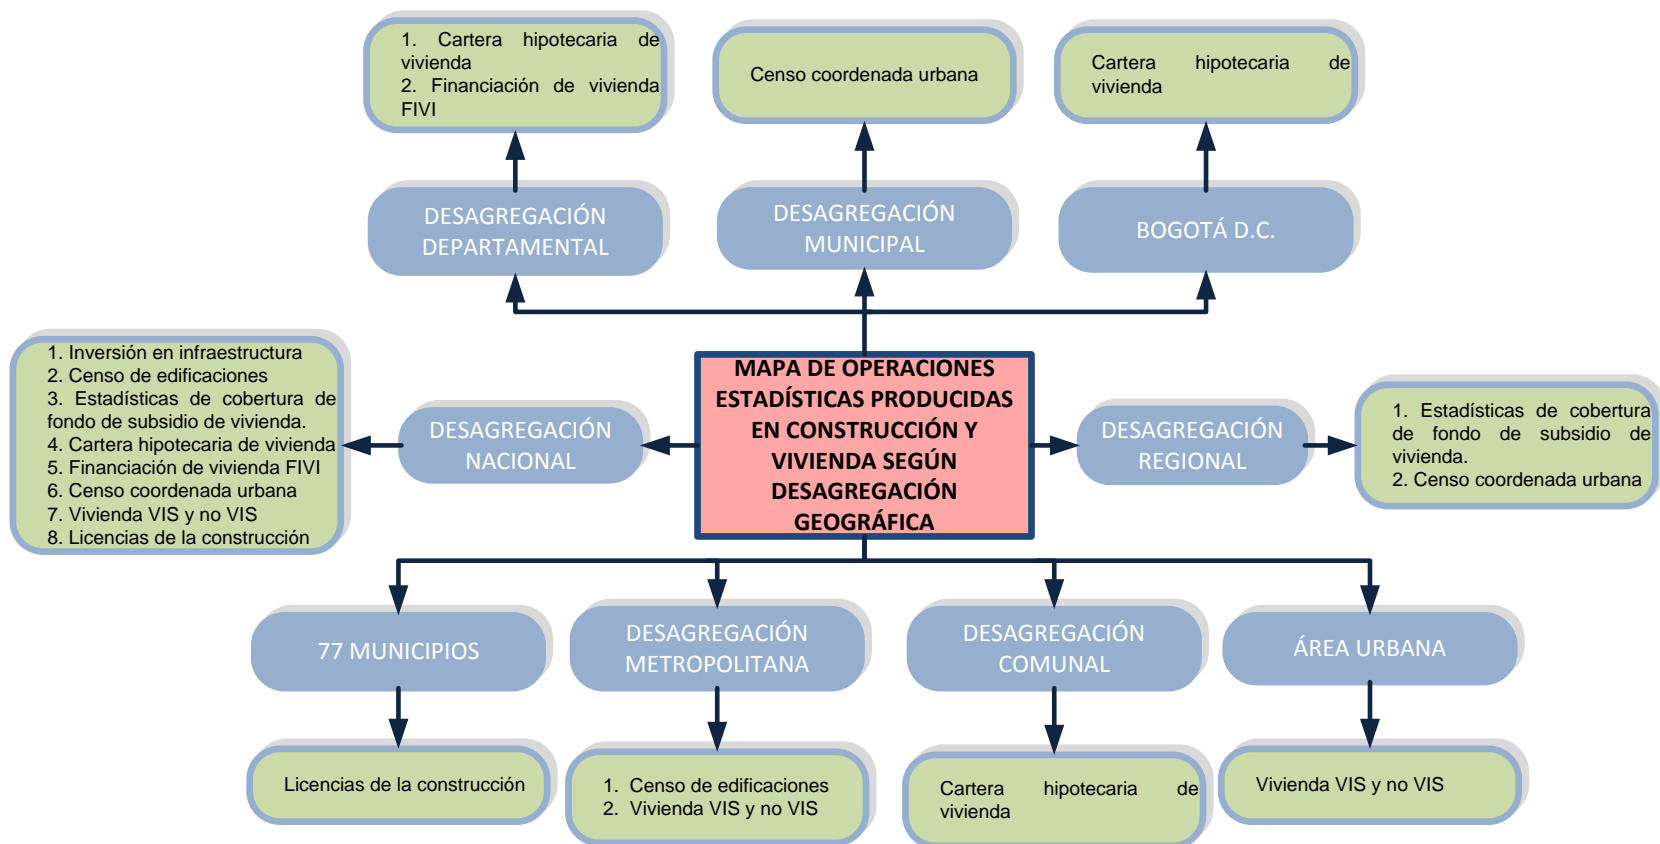 1. Cartera hipotecaria de
vivienda
2. Financiación de vivienda
FIVI
Censo coordenada urbana
Cartera hipotecaria de
vivienda
DESAGREGACIÓN
DEPARTAMENTAL
DESAGREGACIÓN
MUNICIPAL
BOGOTÁ D.C.
1. Inversión en infraestructura
2. Censo de edificaciones
3. Estadísticas de cobertura de
fondo de subsidio de vivienda.
4. Cartera hipotecaria de vivienda
5. Financiación de vivienda FIVI
6. Censo coordenada urbana
7. Vivienda VIS y no VIS
8. Licencias de la construcción
DESAGREGACIÓN
NACIONAL
MAPA DE OPERACIONES
ESTADÍSTICAS PRODUCIDAS
EN CONSTRUCCIÓN Y
VIVIENDA SEGÚN
DESAGREGACIÓN
GEOGRÁFICA
DESAGREGACIÓN
REGIONAL
1. Estadísticas de cobertura
de fondo de subsidio de
vivienda.
2. Censo coordenada urbana
77 MUNICIPIOS
DESAGREGACIÓN
METROPOLITANA
DESAGREGACIÓN
COMUNAL
ÁREA URBANA
Licencias de la construcción
1. Censo de edificaciones
2. Vivienda VIS y no VIS
Cartera hipotecaria de
vivienda
Vivienda VIS y no VIS